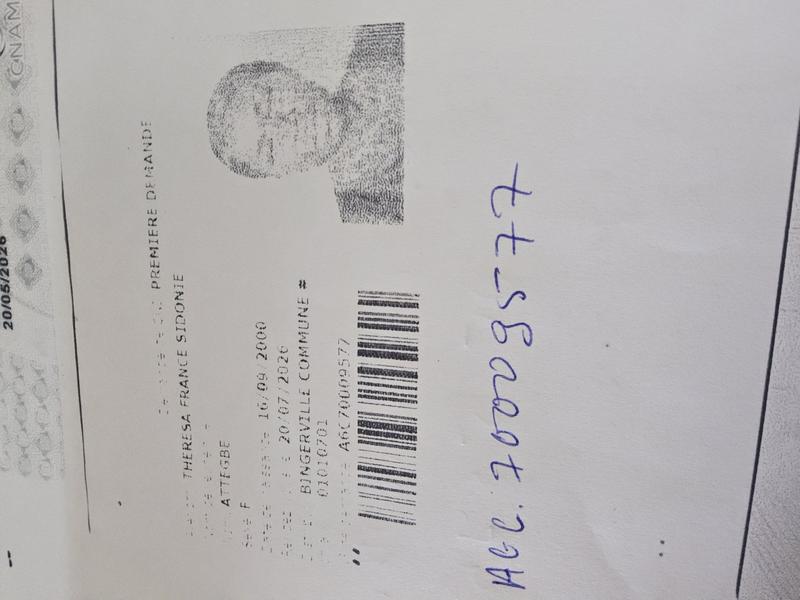 CNAM
20/05/2026
PREMIERE DEMANDE
THERESA FRANCE SIDONIE
ATTEGBE
F
16/09/2000
20/07/2026
BINGERVILLE COMMUNE #
01010701
A6C70009577
A6C. 70009577